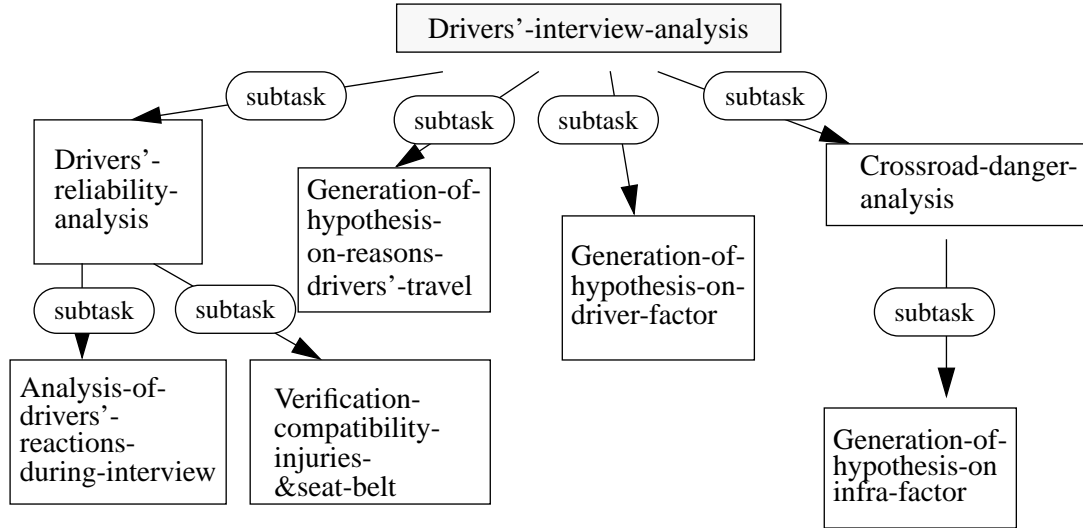 Drivers’-interview-analysis
subtask
subtask
subtask
subtask
Drivers’-
reliability-
analysis
Generation-of-
hypothesis-
on-reasons-
drivers’-travel
Generation-of-
hypothesis-on-
driver-factor
Crossroad-danger-
analysis
subtask
subtask
subtask
Analysis-of-
drivers’-
reactions-
during-interview
Verification-
compatibility-
injuries-
&seat-belt
Generation-of-
hypothesis-on
infra-factor